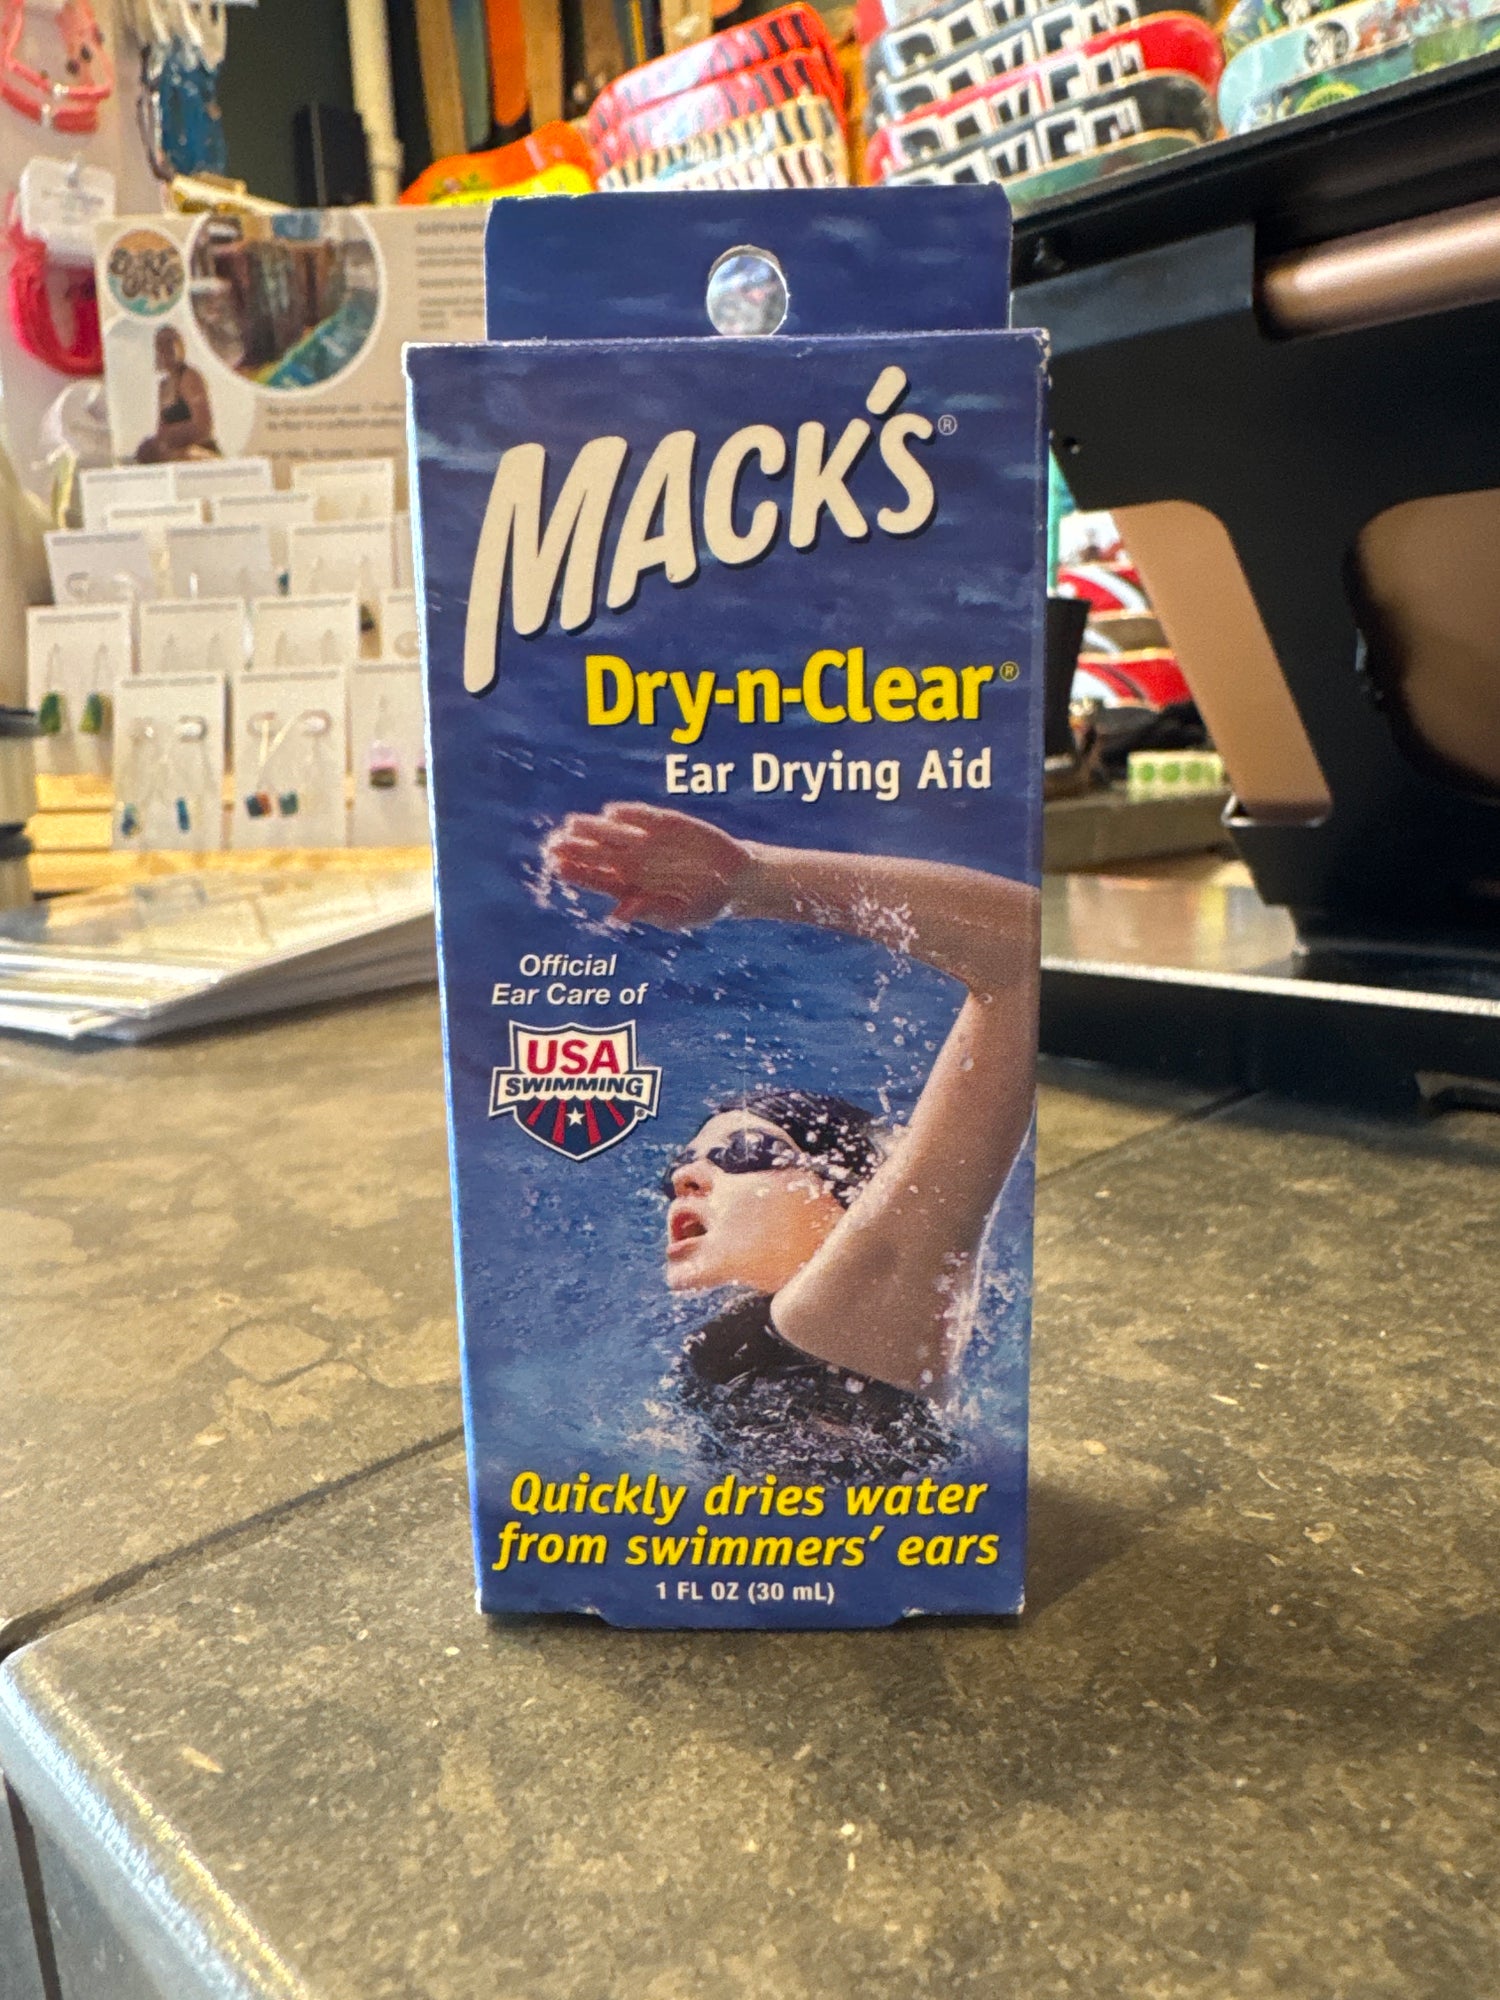 MACK'S®
Dry-n-Clear®
Ear Drying Aid
Official
Ear Care of
USA
SWIMMING®
Quickly dries water
from swimmers' ears
1 FL OZ (30 mL)